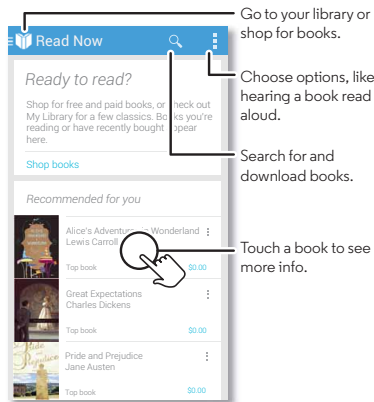 Read Now
Ready to read?
Shop for free and paid books, or check out
My Library for a few classics. Books you're
reading or have recently bought appear
here.
Shop books
Recommended for you
Alice's Adventures in Wonderland
Lewis Carroll
Top book $0.00
Great Expectations
Charles Dickens
Top book $0.00
Pride and Prejudice
Jane Austen
Top book $0.00
Pride
and
Prejudice
Go to your library or
shop for books.
Choose options, like
hearing a book read
aloud.
Search for and
download books.
Touch a book to see
more info.